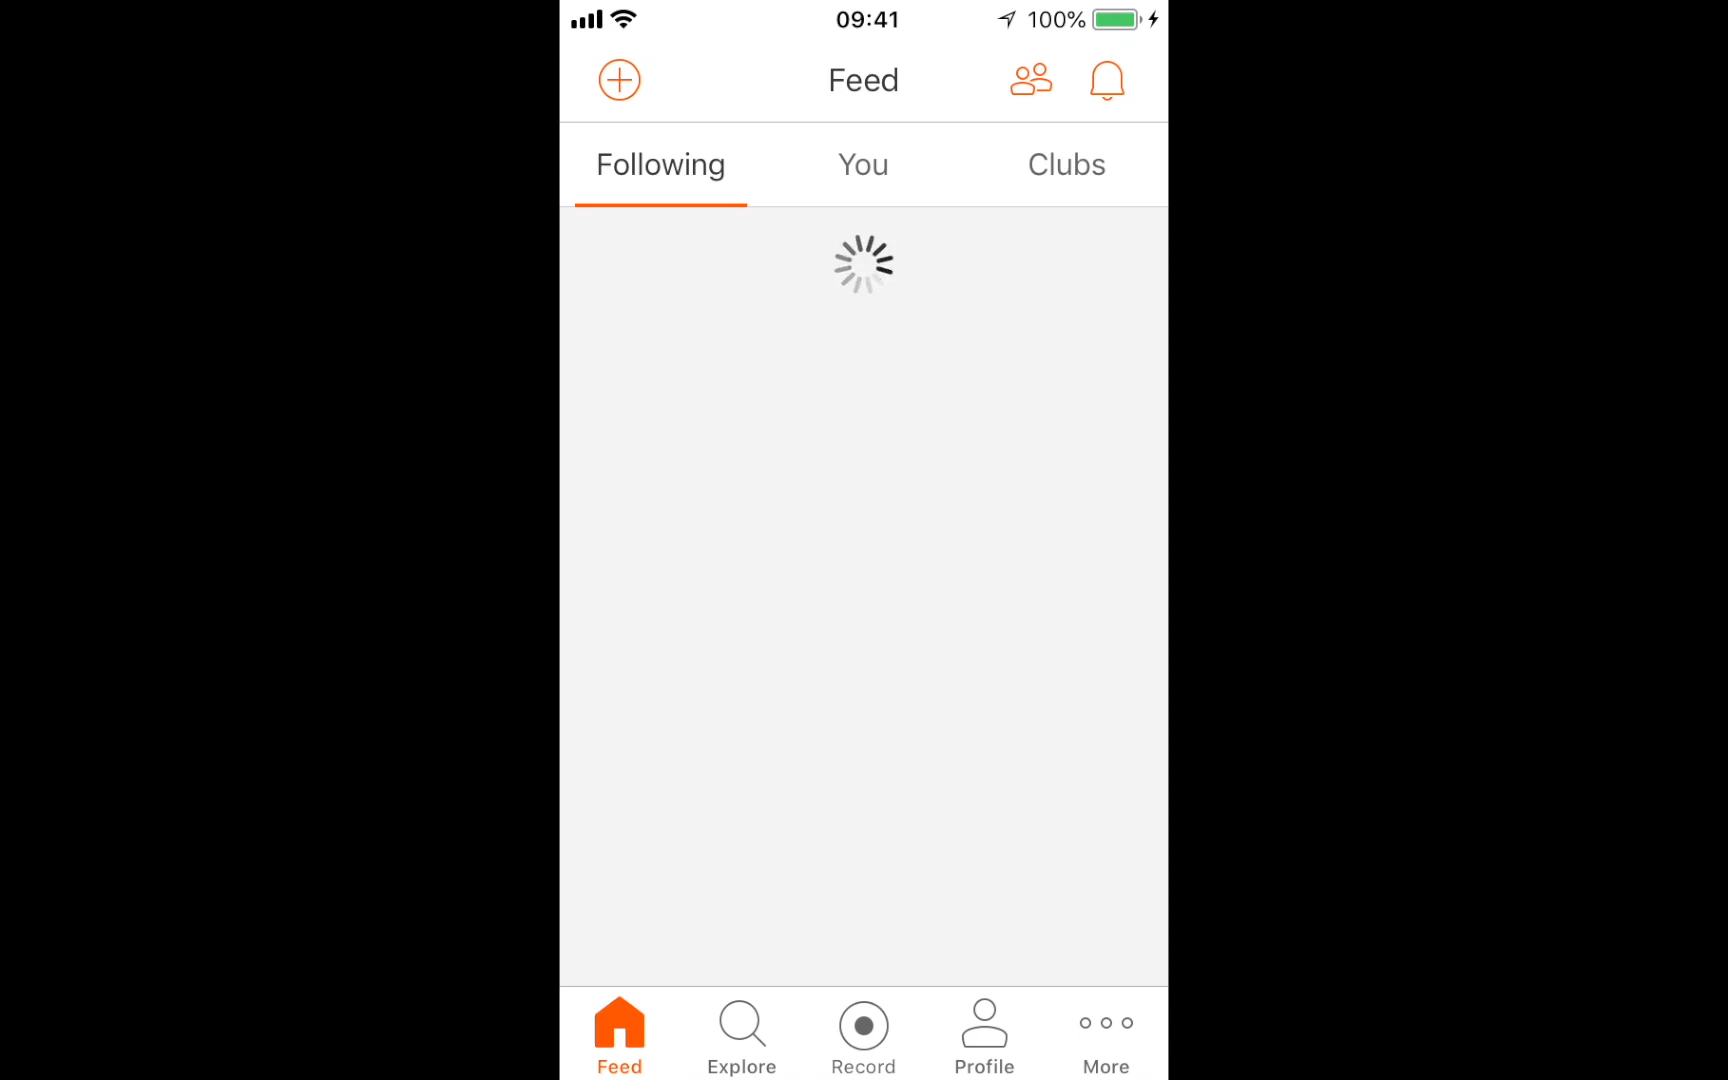 09:41
100%
Feed
Following You Clubs
Feed Explore Record Profile More